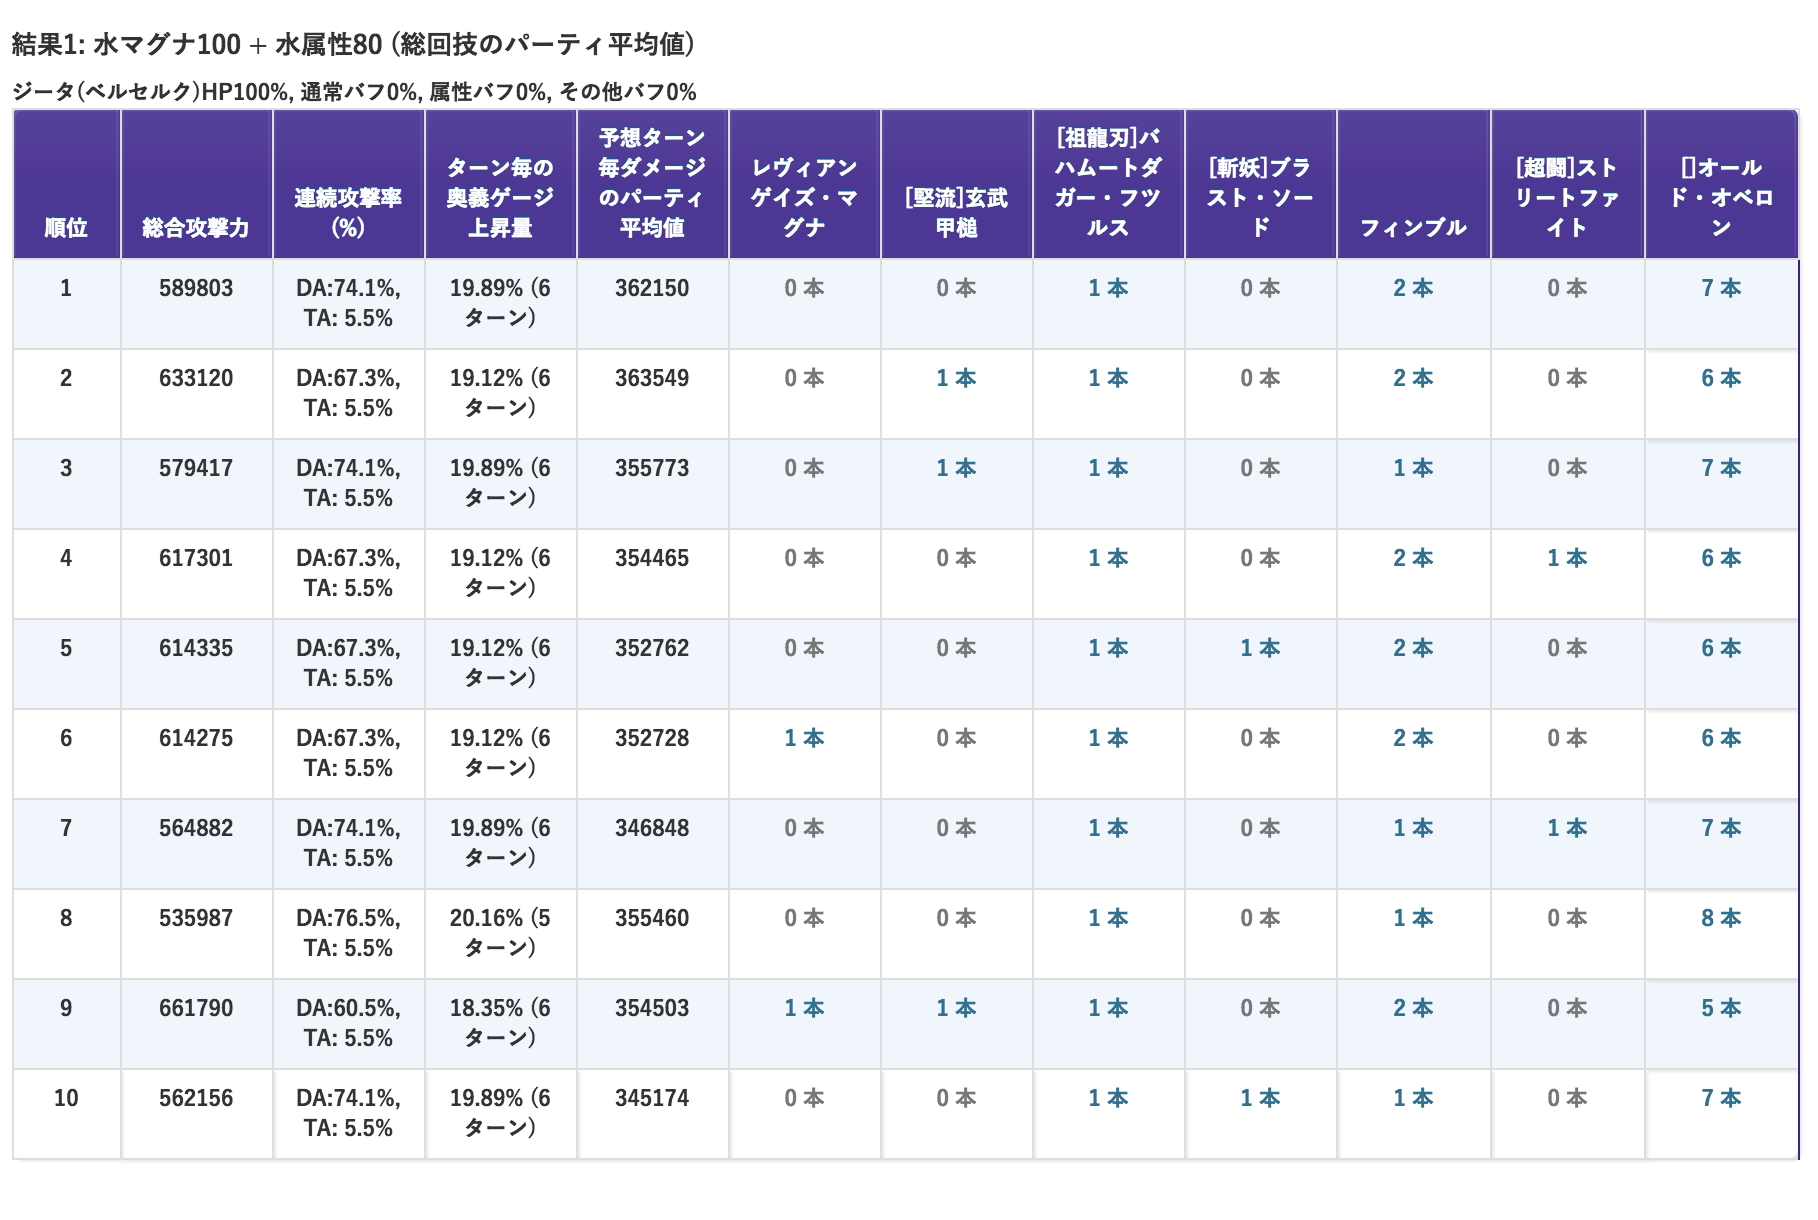 結果1: 水マグナ100 + 水属性80 (総回技のパーティ平均値)
ジータ(ベルセルク)HP100%, 通常バフ0%, 属性バフ0%, その他バフ0%
順位 総合攻撃力 連続攻撃率(%) ターン毎の奥義ゲージ上昇量 予想ターン毎ダメージのパーティ平均値 レヴィアンゲイズ・マグナ [堅流]玄武甲槌 [祖龍刃]バハムートダガー・フツルス [斬妖]ブラスト・ソード フィンブル [超闘]ストリートファイト []オールド・オベロン
1 589803 DA:74.1%, TA: 5.5% 19.89% (6ターン) 362150 0 本 0 本 1 本 0 本 2 本 0 本 7 本
2 633120 DA:67.3%, TA: 5.5% 19.12% (6ターン) 363549 0 本 1 本 1 本 0 本 2 本 0 本 6 本
3 579417 DA:74.1%, TA: 5.5% 19.89% (6ターン) 355773 0 本 1 本 1 本 0 本 1 本 0 本 7 本
4 617301 DA:67.3%, TA: 5.5% 19.12% (6ターン) 354465 0 本 0 本 1 本 0 本 2 本 1 本 6 本
5 614335 DA:67.3%, TA: 5.5% 19.12% (6ターン) 352762 0 本 0 本 1 本 1 本 2 本 0 本 6 本
6 614275 DA:67.3%, TA: 5.5% 19.12% (6ターン) 352728 1 本 0 本 1 本 0 本 2 本 0 本 6 本
7 564882 DA:74.1%, TA: 5.5% 19.89% (6ターン) 346848 0 本 0 本 1 本 0 本 1 本 1 本 7 本
8 535987 DA:76.5%, TA: 5.5% 20.16% (5ターン) 355460 0 本 0 本 1 本 0 本 1 本 0 本 8 本
9 661790 DA:60.5%, TA: 5.5% 18.35% (6ターン) 354503 1 本 1 本 1 本 0 本 2 本 0 本 5 本
10 562156 DA:74.1%, TA: 5.5% 19.89% (6ターン) 345174 0 本 0 本 1 本 1 本 1 本 0 本 7 本